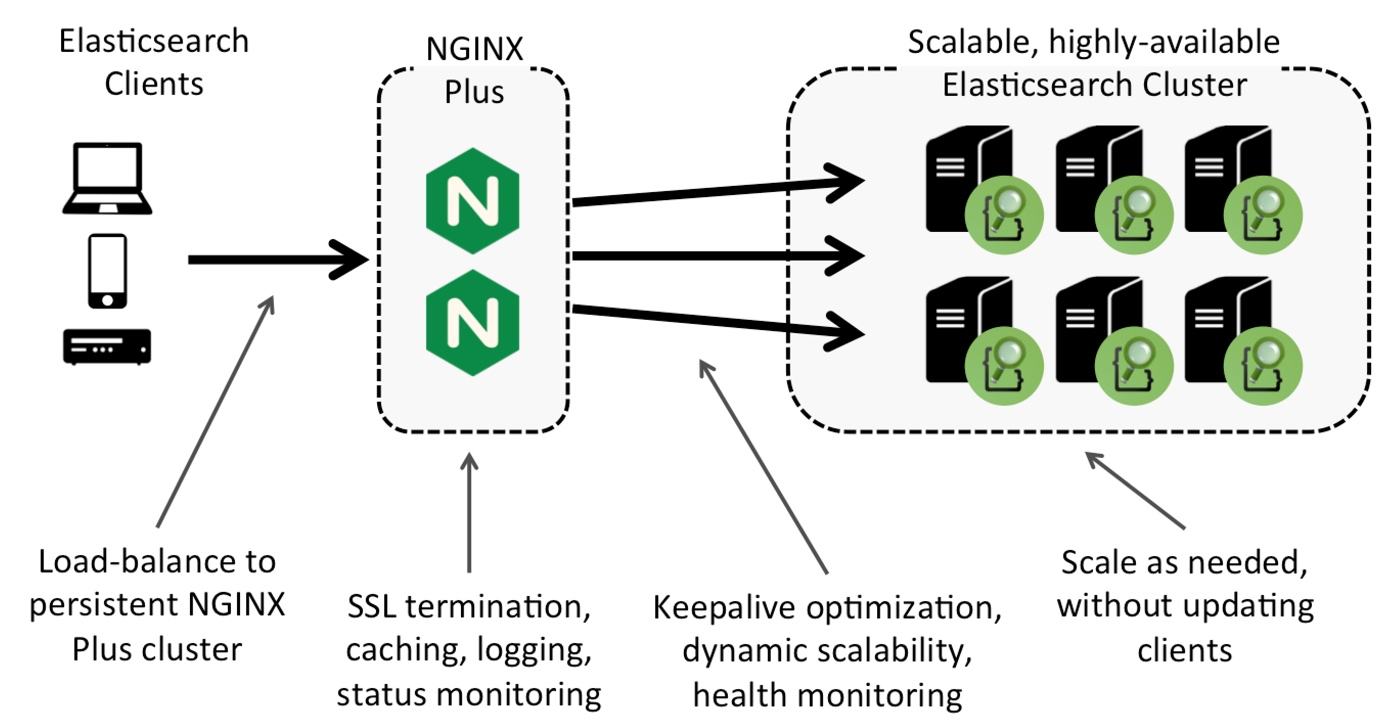 Elasticsearch
Clients
NGINX
Plus
Scalable, highly-available
Elasticsearch Cluster
N
N
Load-balance to
persistent NGINX
Plus cluster
SSL termination,
caching, logging,
status monitoring
Keepalive optimization,
dynamic scalability,
health monitoring
Scale as needed,
without updating
clients